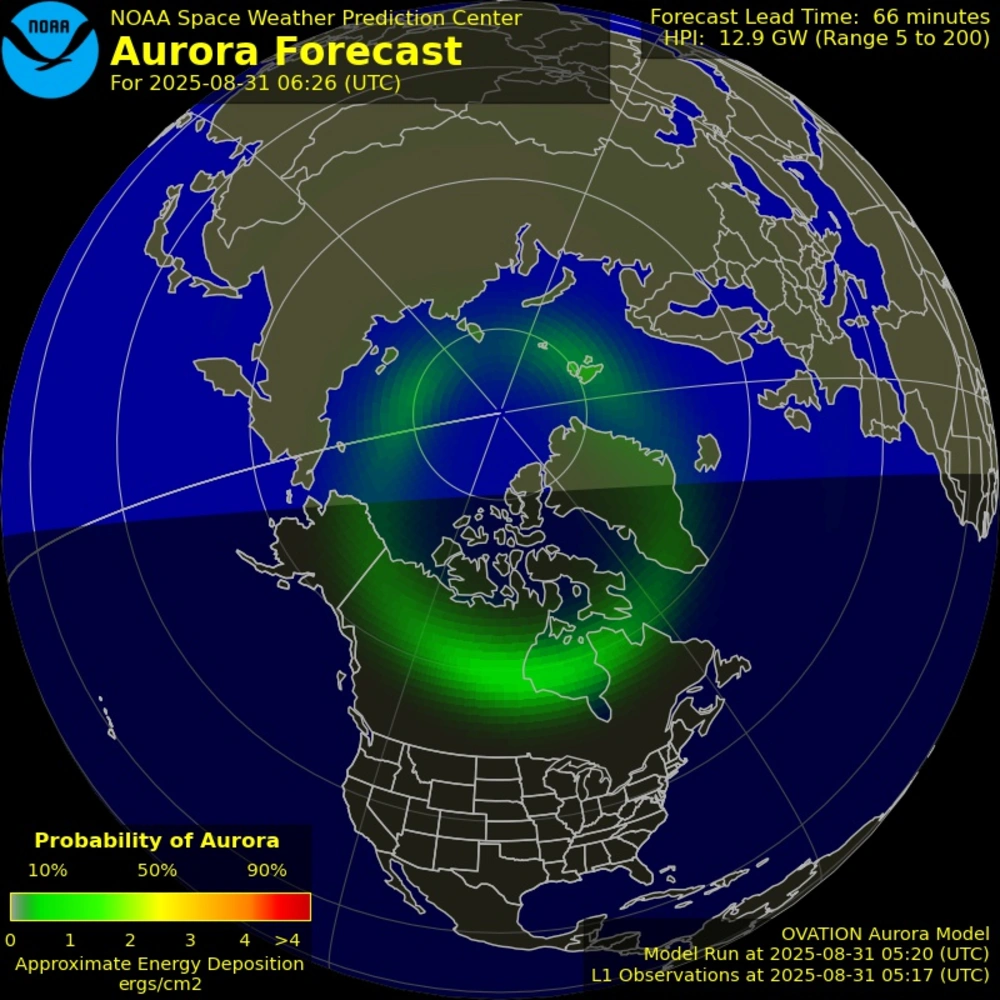 NOAA
NOAA Space Weather Prediction Center
Aurora Forecast
For 2025-08-31 06:26 (UTC)
Forecast Lead Time: 66 minutes
HPI: 12.9 GW (Range 5 to 200)
Probability of Aurora
10% 50% 90%
0 1 2 3 4 >4
Approximate Energy Deposition
ergs/cm2
OVATION Aurora Model
Model Run at 2025-08-31 05:20 (UTC)
L1 Observations at 2025-08-31 05:17 (UTC)